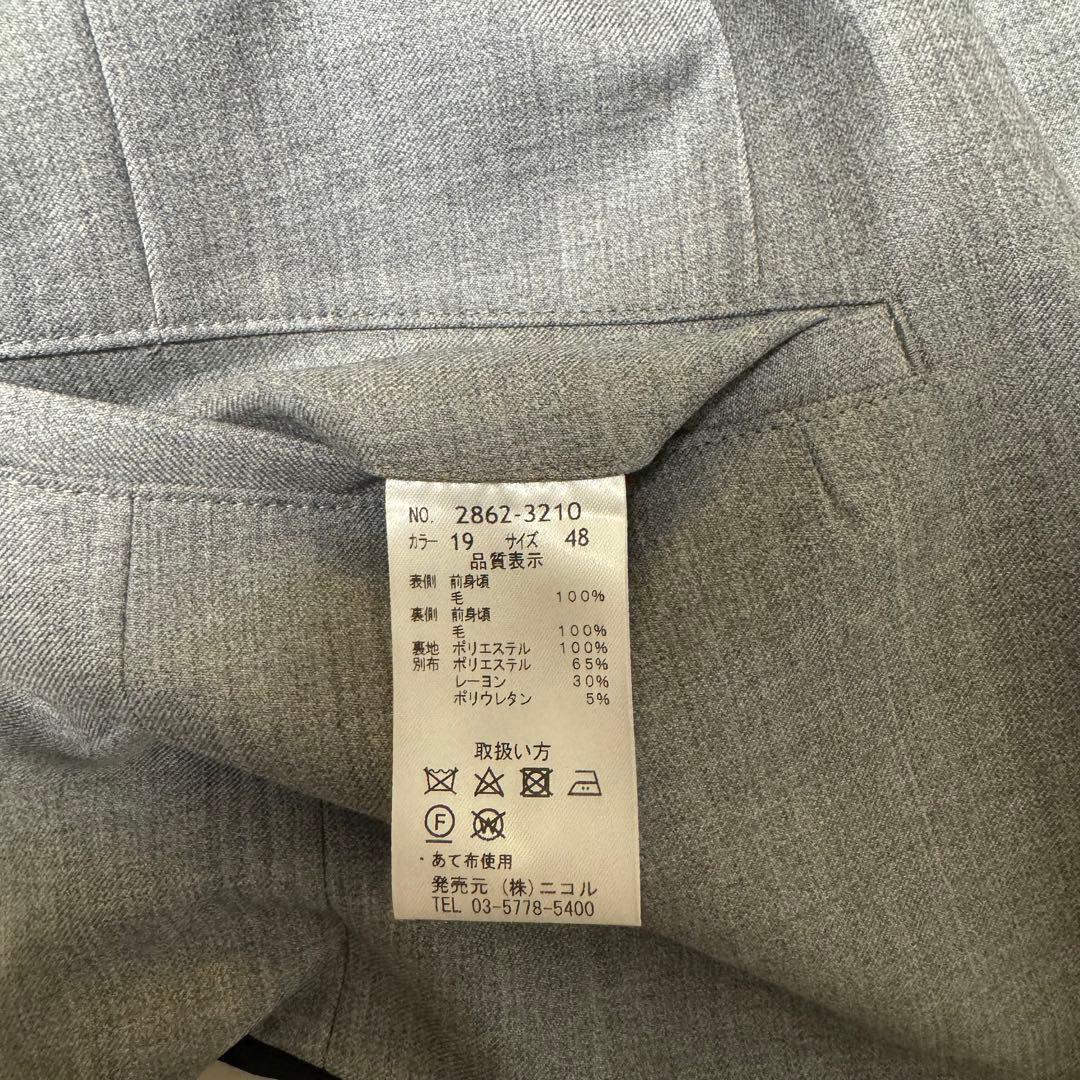 NO. 2862-3210
カラー 19 サイズ 48
品質表示
表側 前身頃
毛 100%
裏側 前身頃
毛 100%
裏地 ポリエステル 100%
別布 ポリエステル 65%
レーヨン 30%
ポリウレタン 5%
取扱い方
F W
・あて布使用
発売元 (株)ニコル
TEL 03-5778-5400